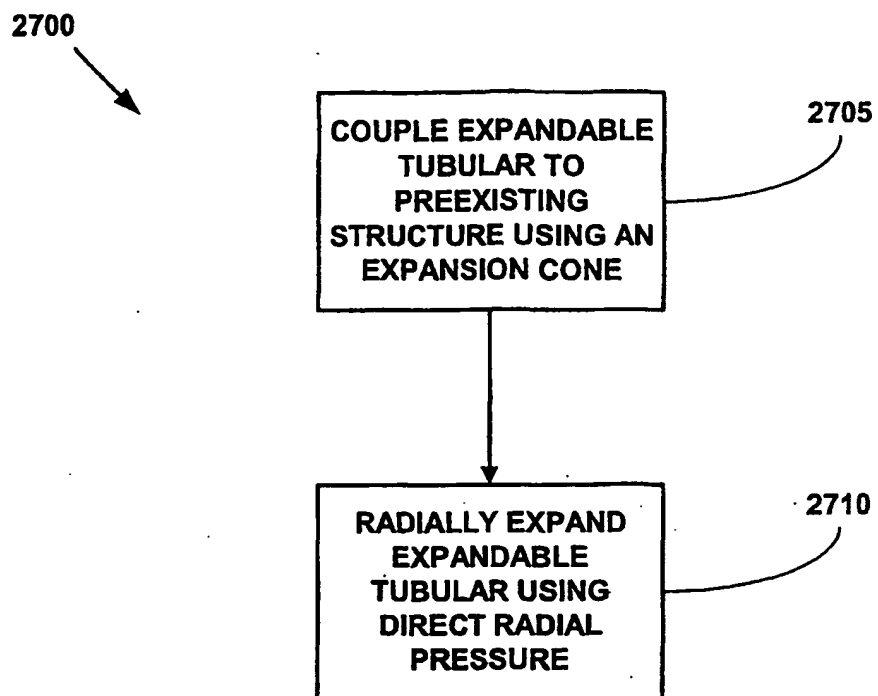 2700
2705
COUPLE EXPANDABLE
TUBULAR TO
PREEXISTING
STRUCTURE USING AN
EXPANSION CONE
2710
RADIALLY EXPAND
EXPANDABLE
TUBULAR USING
DIRECT RADIAL
PRESSURE